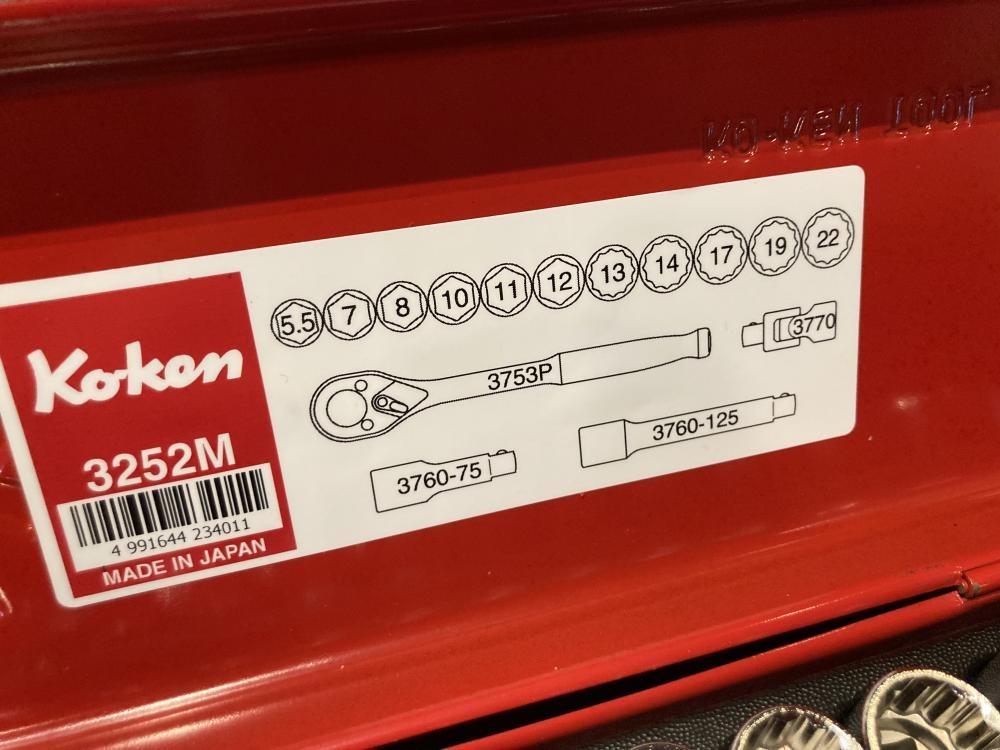 KO-KEN TOOL
5.5 7 8 10 11 12 13 14 17 19 22
3753P
3770
3760-75
3760-125
Ko-ken
3252M
4 991644 234011
MADE IN JAPAN